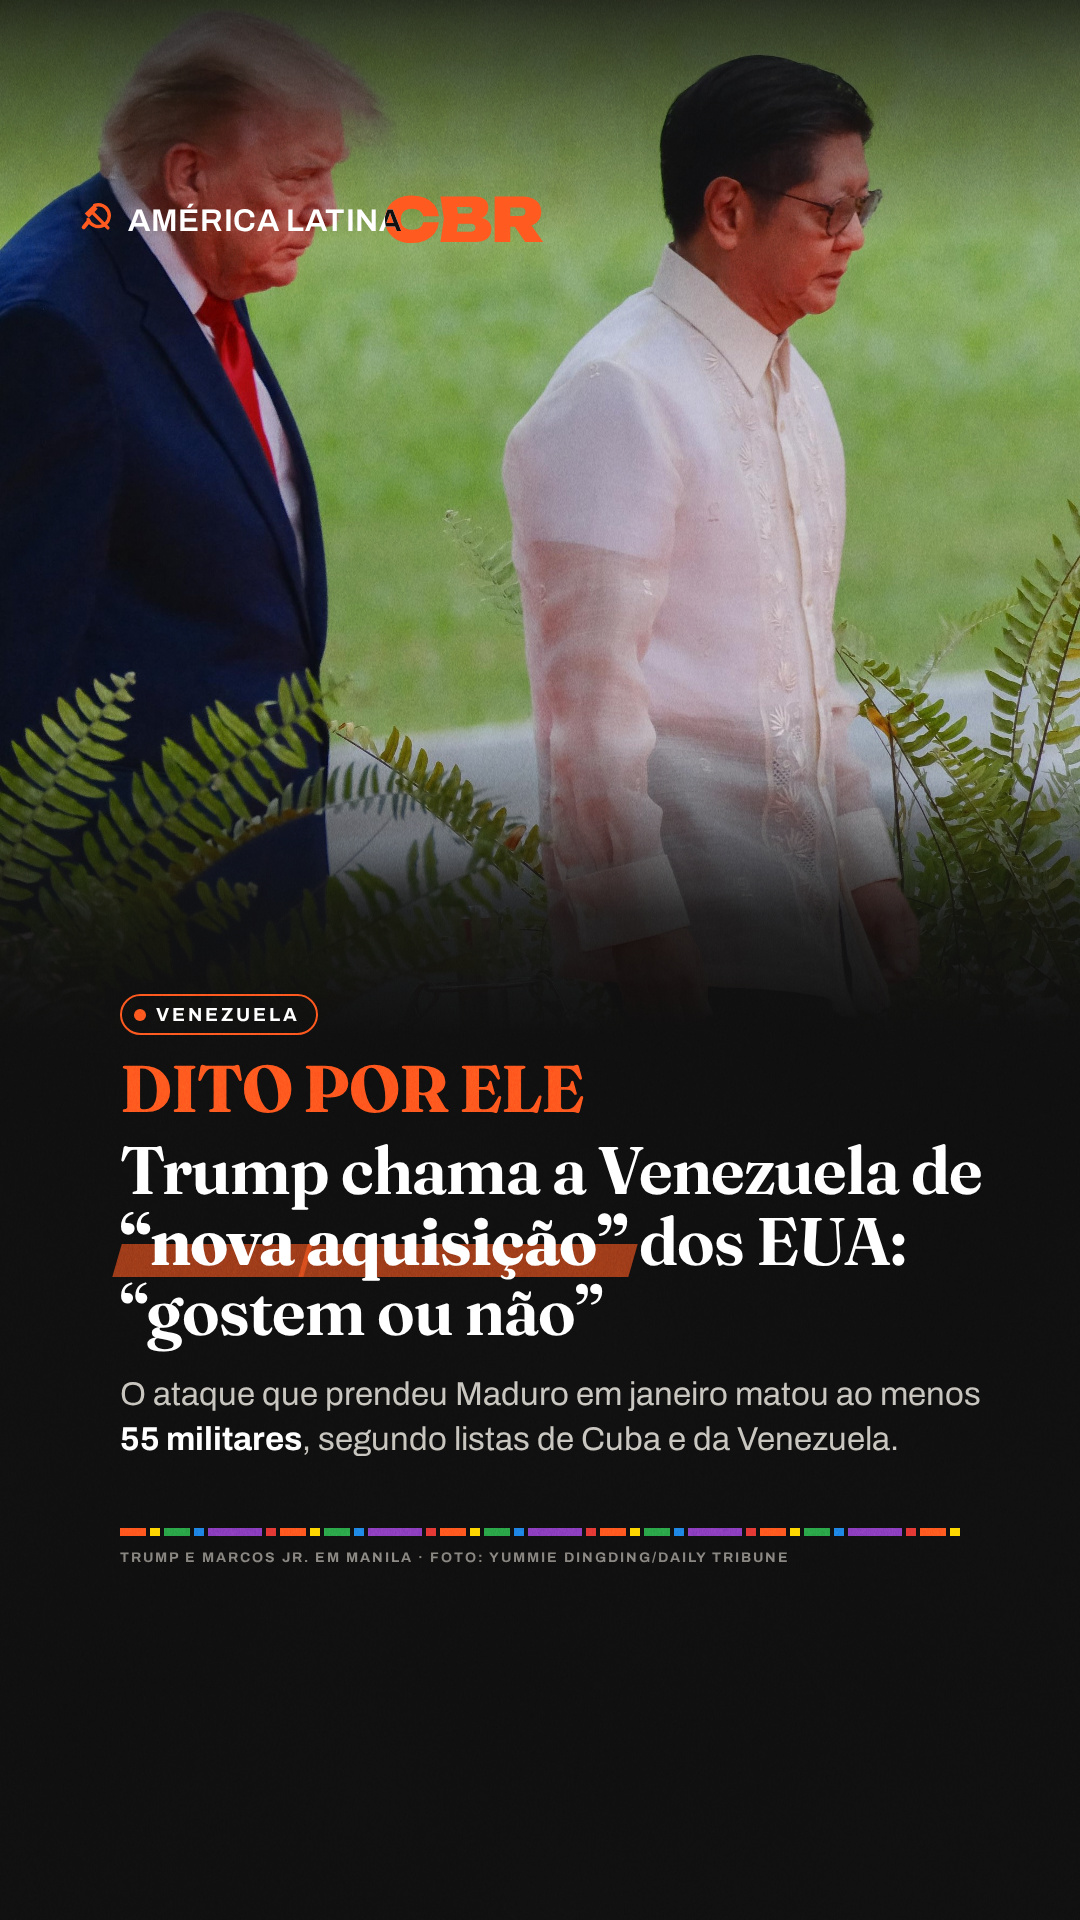 AMÉRICA LATINA CBR
VENEZUELA
DITO POR ELE
Trump chama a Venezuela de
“nova aquisição” dos EUA:
“gostem ou não”
O ataque que prendeu Maduro em janeiro matou ao menos
55 militares, segundo listas de Cuba e da Venezuela.
TRUMP E MARCOS JR. EM MANILA · FOTO: YUMMIE DINGDING/DAILY TRIBUNE